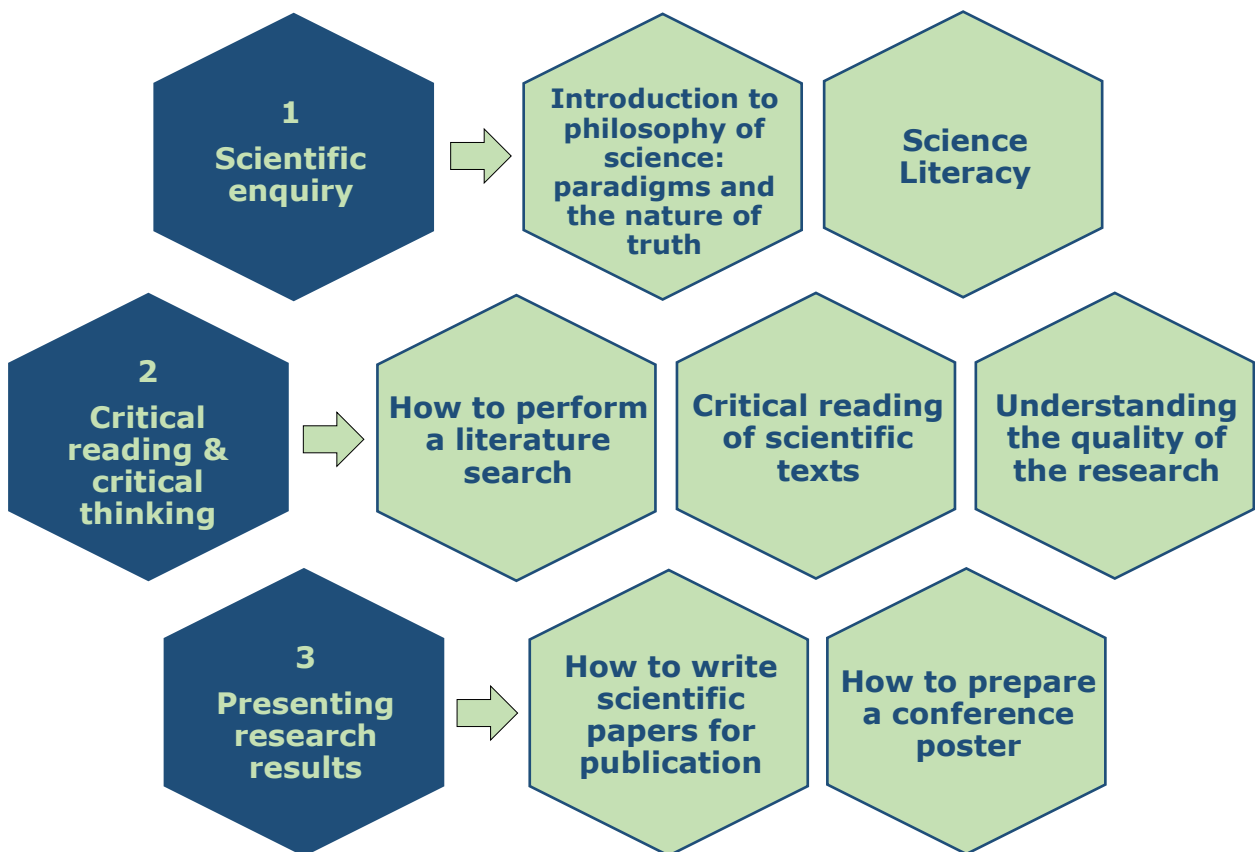 1
Scientific
enquiry
Introduction to
philosophy of
science:
paradigms and
the nature of
truth
Science
Literacy
2
Critical
reading &
critical
thinking
How to perform
a literature
search
Critical reading
of scientific
texts
Understanding
the quality of
the research
3
Presenting
research
results
How to write
scientific
papers for
publication
How to prepare
a conference
poster